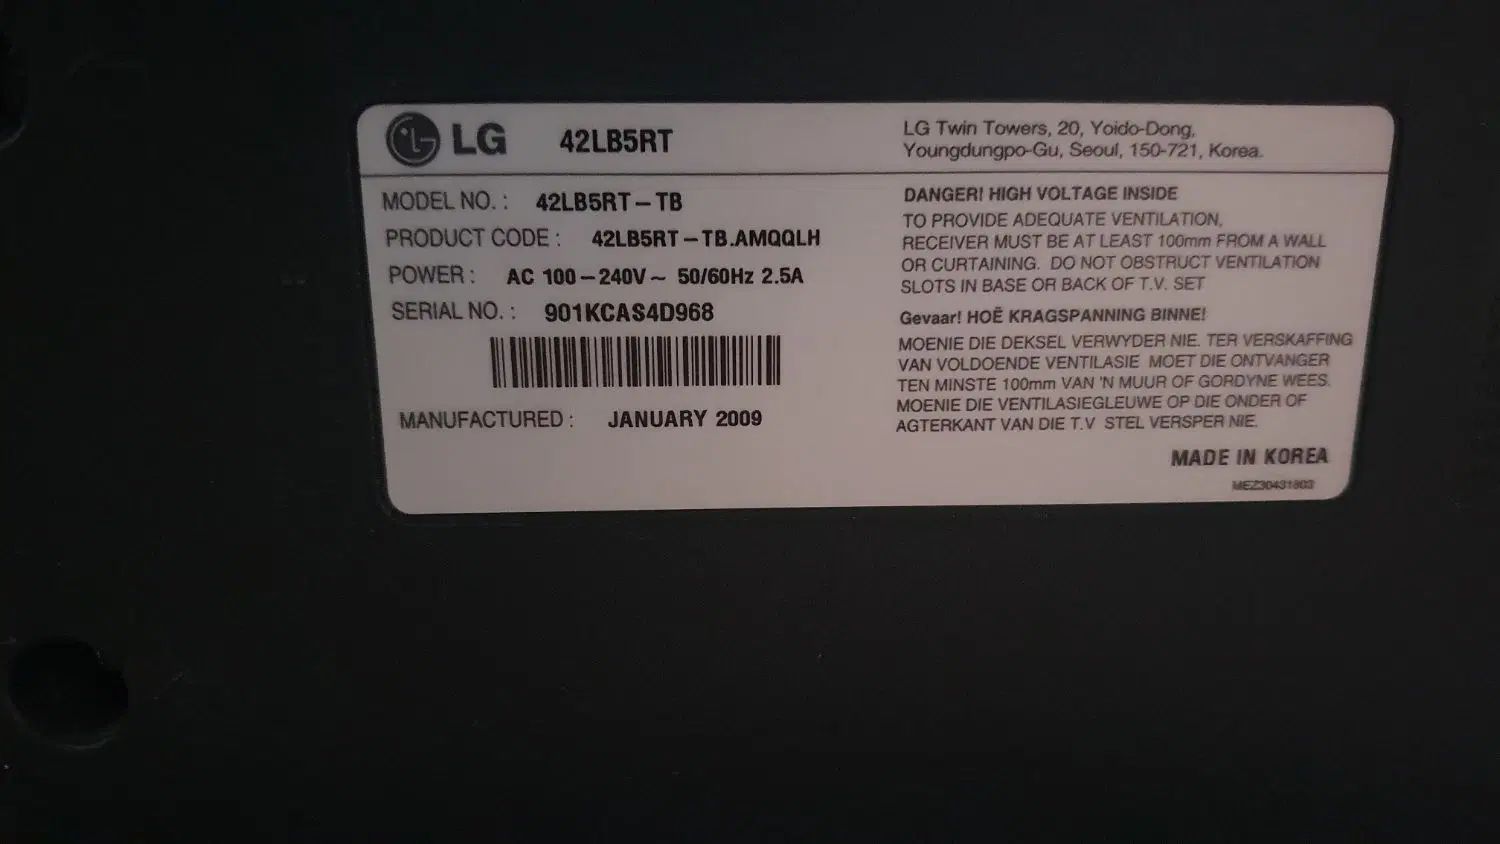 LG 42LB5RT
LG Twin Towers, 20, Yoido-Dong,
Youngdungpo-Gu, Seoul, 150-721, Korea.
MODEL NO. : 42LB5RT-TB
PRODUCT CODE : 42LB5RT-TB.AMQQLH
POWER : AC 100-240V~ 50/60Hz 2.5A
SERIAL NO. : 901KCAS4D968
MANUFACTURED : JANUARY 2009
DANGER! HIGH VOLTAGE INSIDE
TO PROVIDE ADEQUATE VENTILATION,
RECEIVER MUST BE AT LEAST 100mm FROM A WALL
OR CURTAINING. DO NOT OBSTRUCT VENTILATION
SLOTS IN BASE OR BACK OF T.V. SET
Gevaar! HOË KRAGSPANNING BINNE!
MOENIE DIE DEKSEL VERWYDER NIE. TER VERSKAFFING
VAN VOLDOENDE VENTILASIE MOET DIE ONTVANGER
TEN MINSTE 100mm VAN 'N MUUR OF GORDYNE WEES.
MOENIE DIE VENTILASIEGLEUWE OP DIE ONDER OF
AGTERKANT VAN DIE T.V STEL VERSPER NIE.
MADE IN KOREA
MEZ30431803